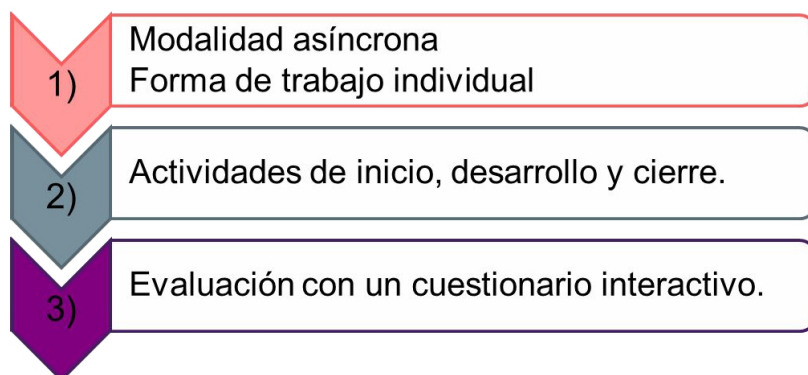 1)
Modalidad asíncrona
Forma de trabajo individual
2)
Actividades de inicio, desarrollo y cierre.
3)
Evaluación con un cuestionario interactivo.